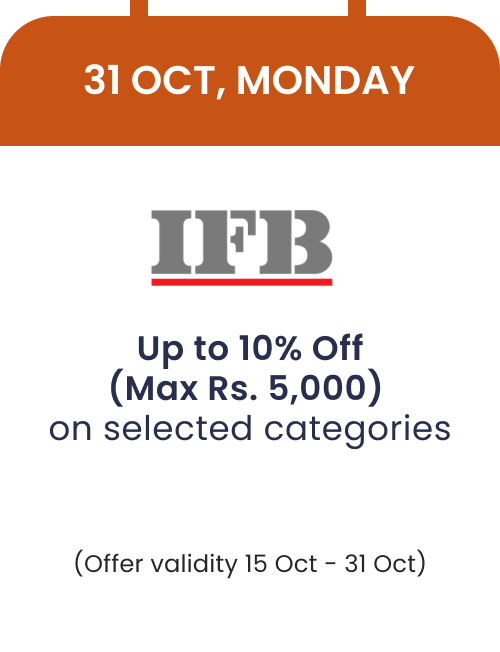 31 OCT, MONDAY
IFB
Up to 10% Off
(Max Rs. 5,000)
on selected categories
(Offer validity 15 Oct - 31 Oct)